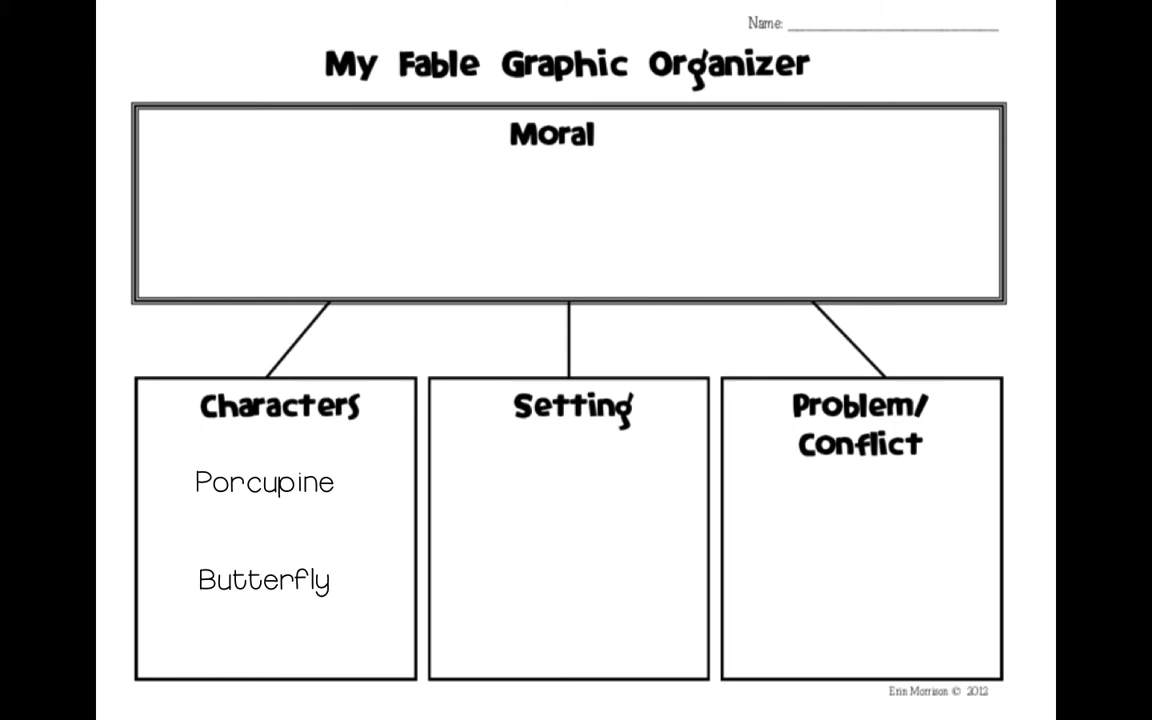 Name:
My Fable Graphic Organizer
Moral
Characters
Porcupine
Butterfly
Setting
Problem/
Conflict
Erin Morrison © 2012